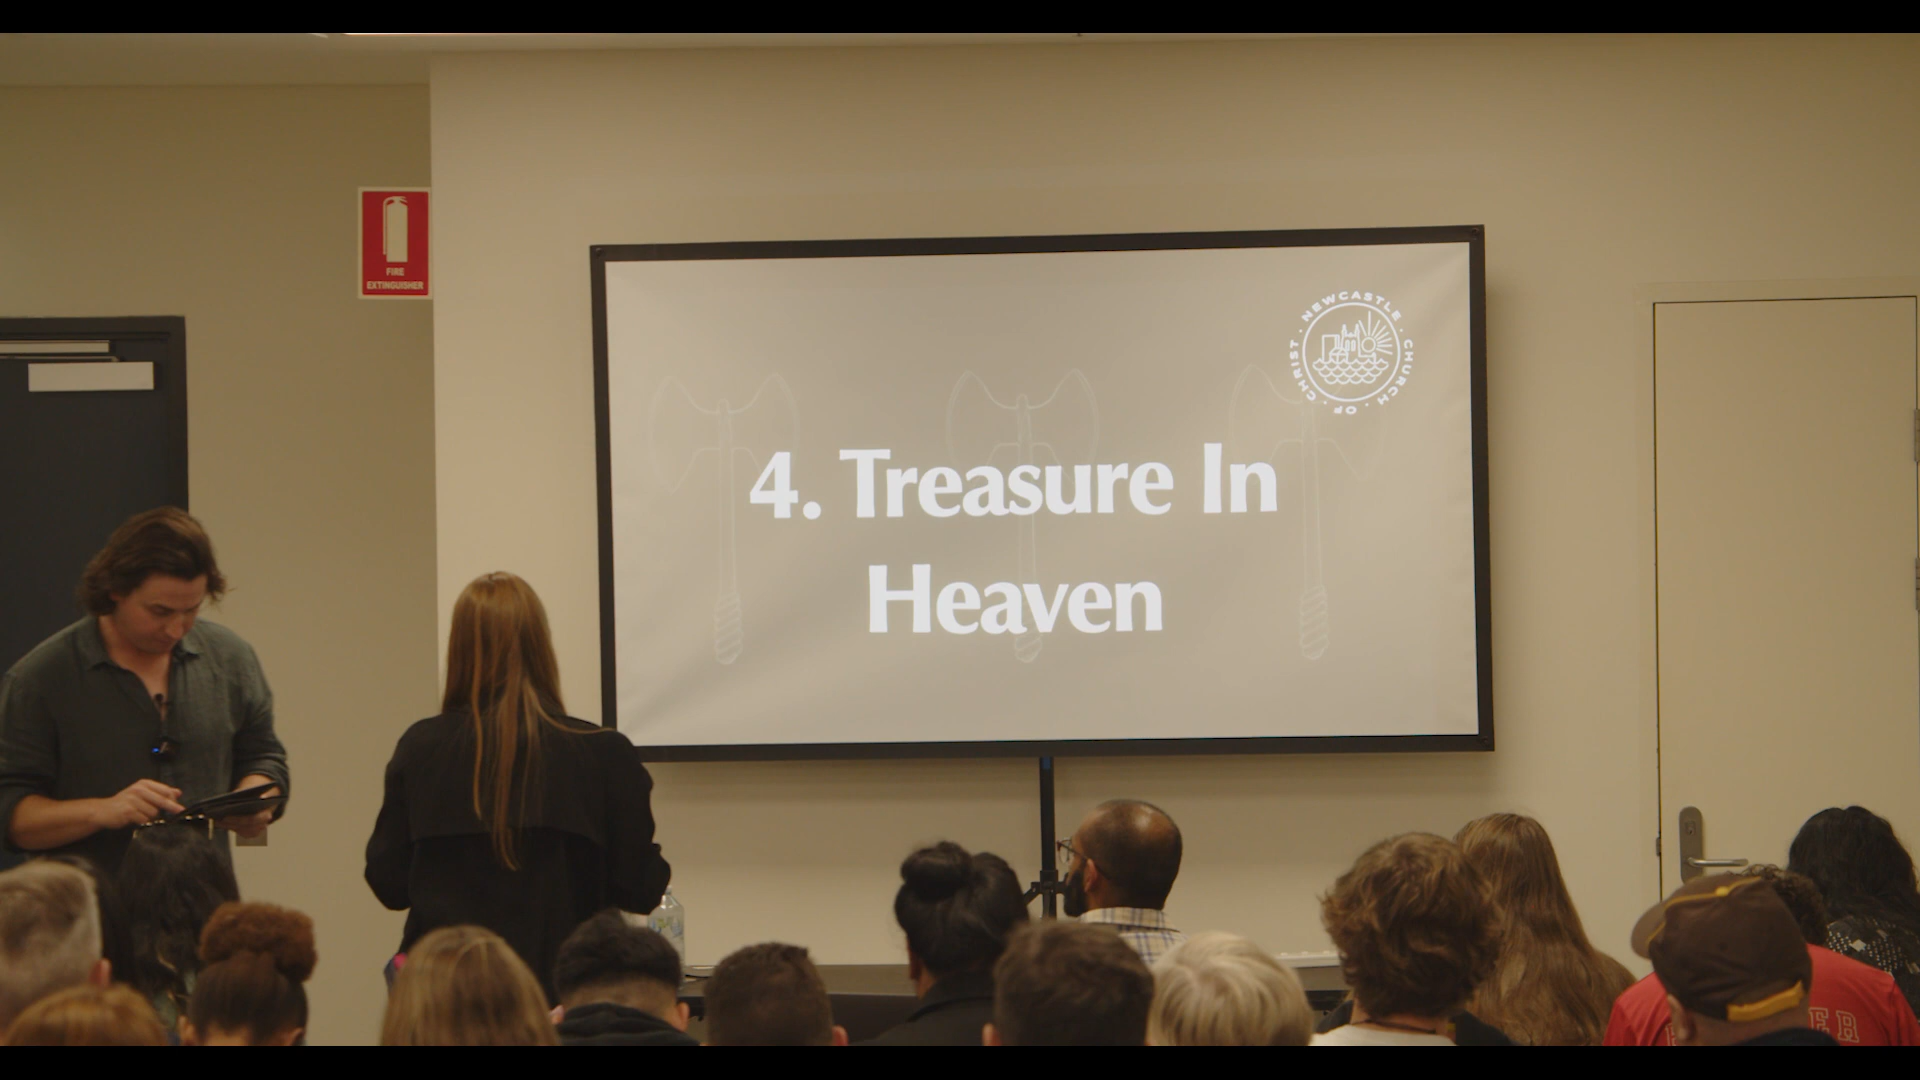 FIRE
EXTINGUISHER
NEWCASTLE · CHURCH · OF · CHRIST ·
4. Treasure In
Heaven